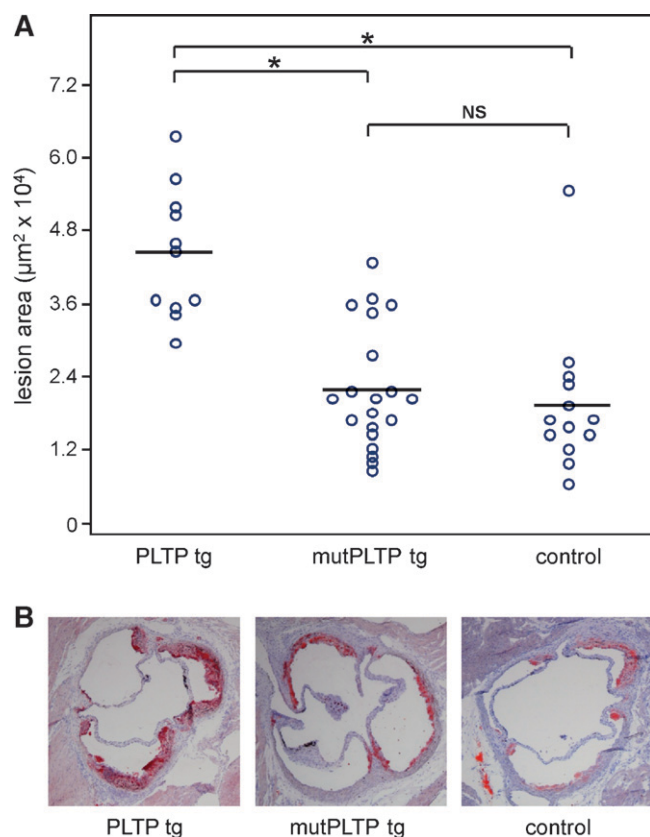 A
*
*
NS
7.2
6.0
4.8
3.6
2.4
1.2
0
lesion area (µm² x 10⁴)
PLTP tg mutPLTP tg control
B
PLTP tg mutPLTP tg control